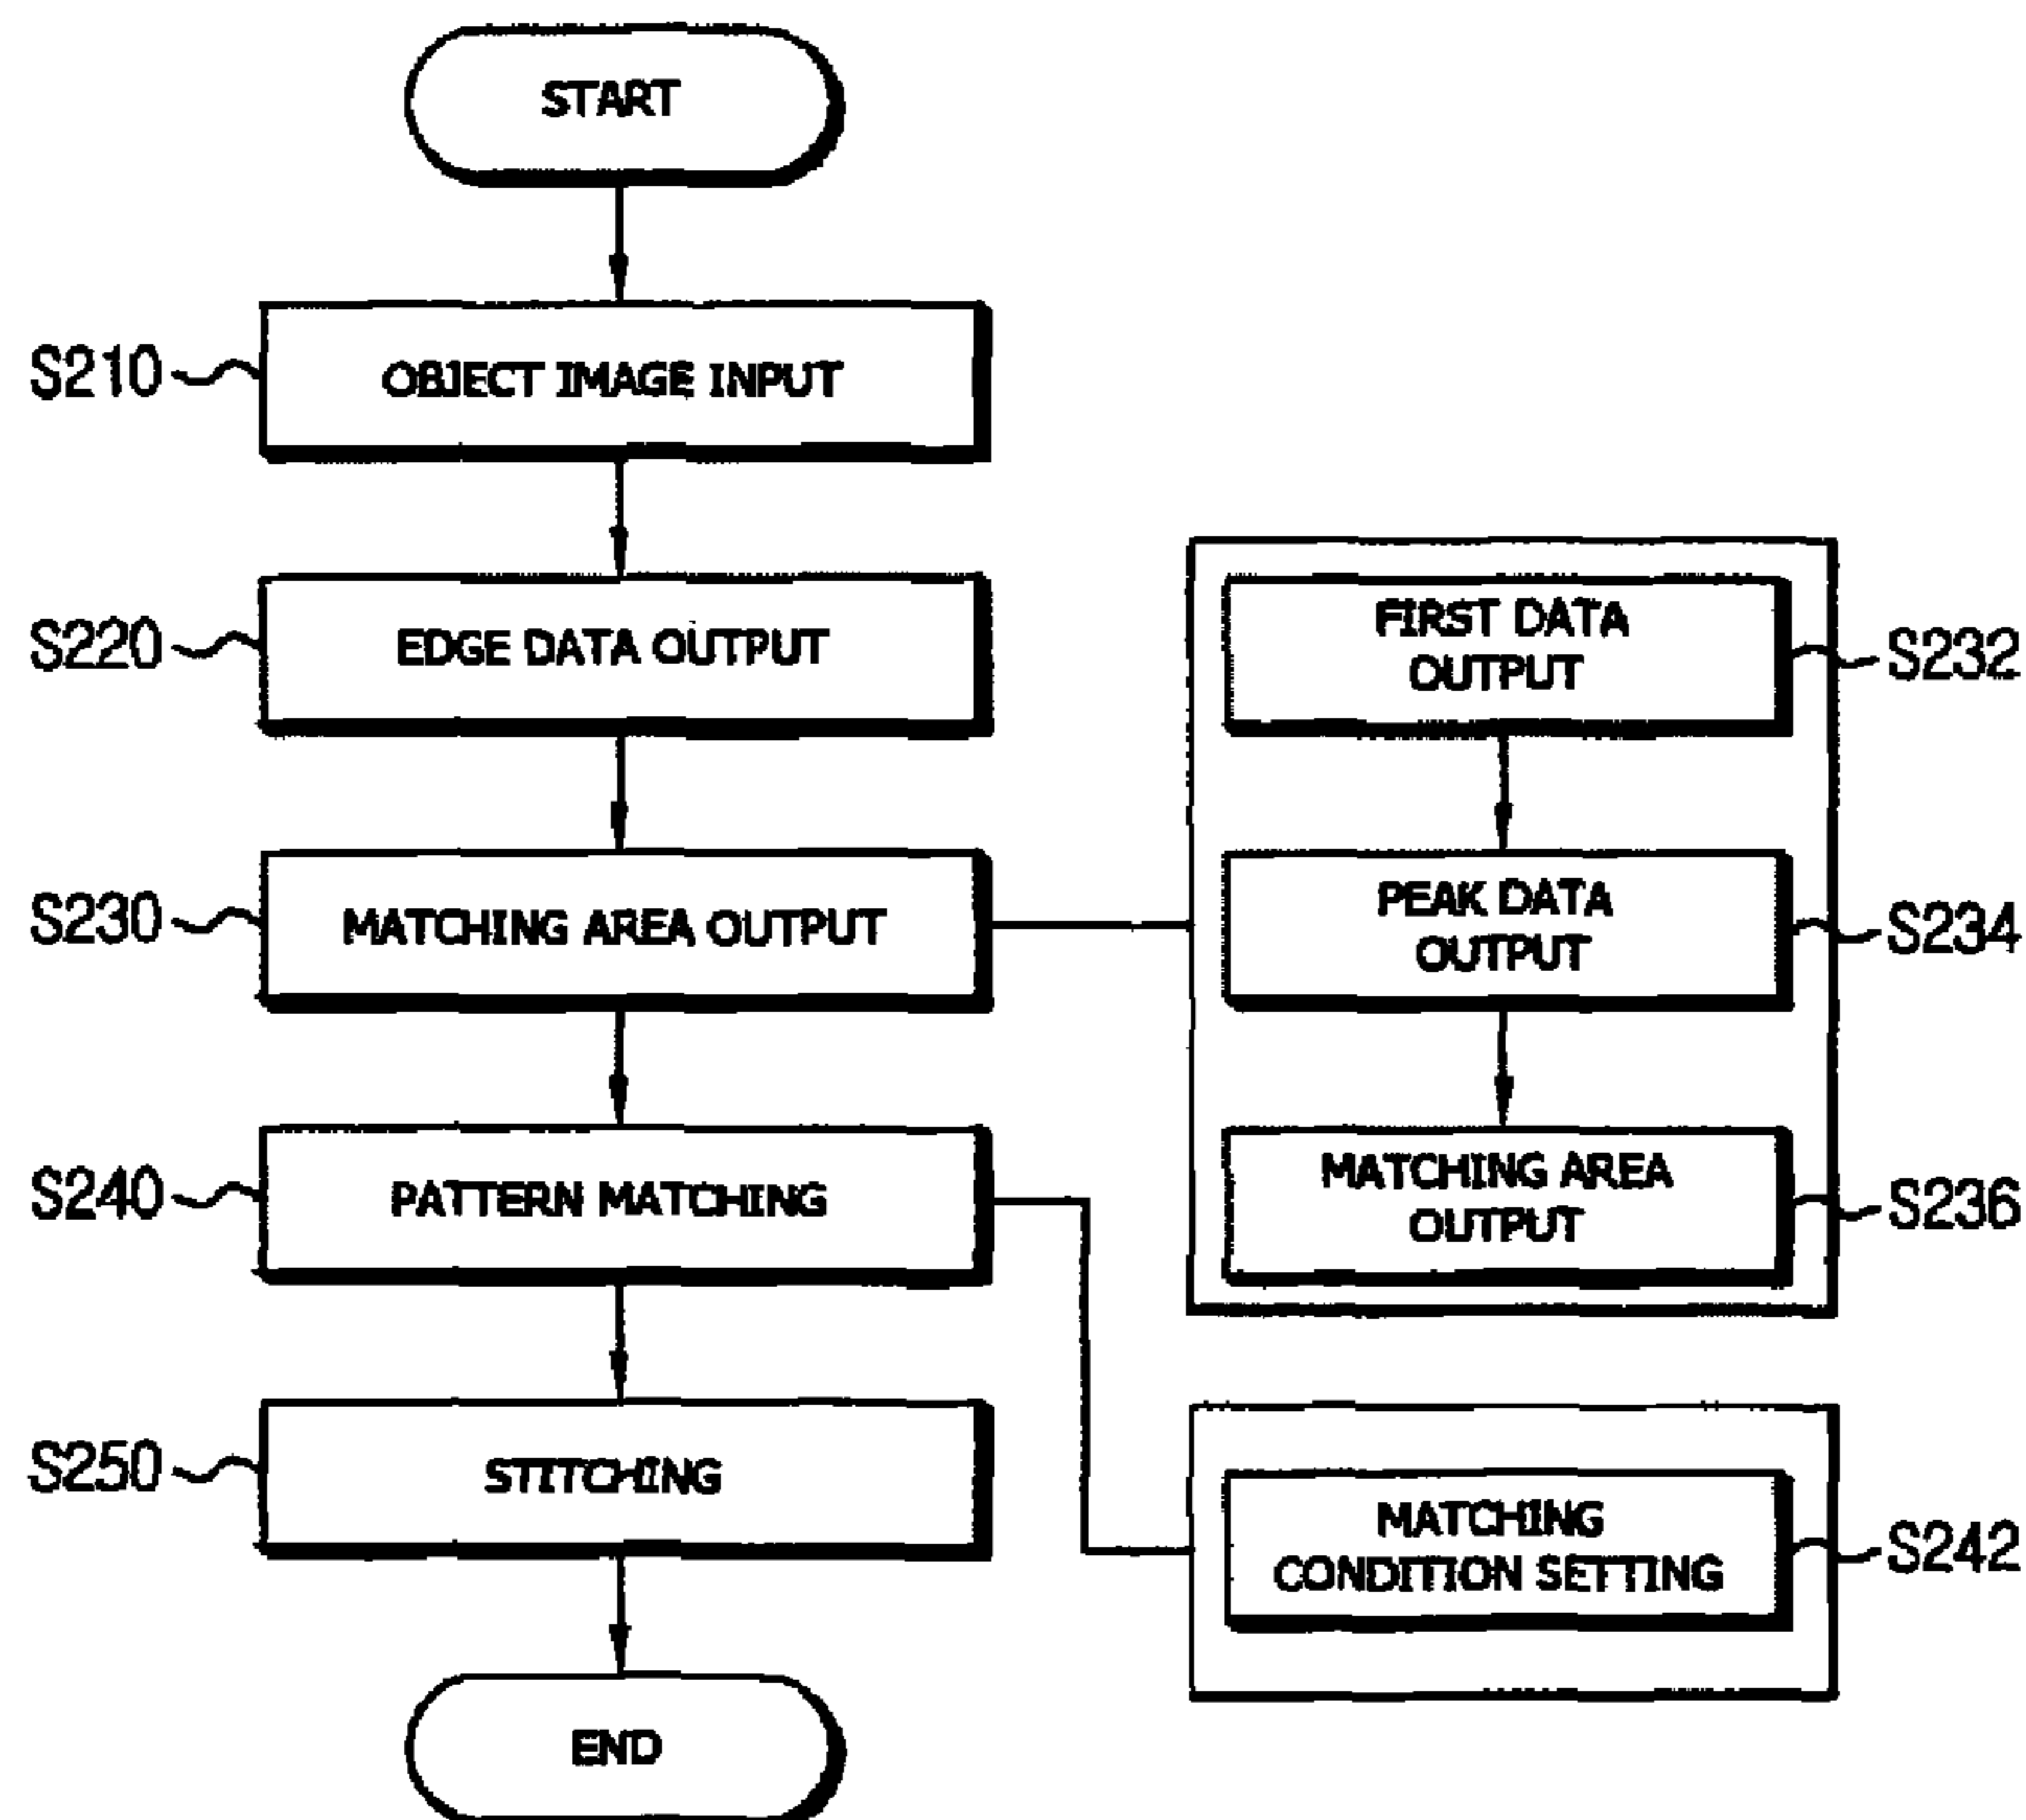 START
S210
OBJECT IMAGE INPUT
S220
EDGE DATA OUTPUT
S230
MATCHING AREA OUTPUT
S240
PATTERN MATCHING
S250
STITCHING
END
FIRST DATA
OUTPUT
S232
PEAK DATA
OUTPUT
S234
MATCHING AREA
OUTPUT
S236
MATCHING
CONDITION SETTING
S242